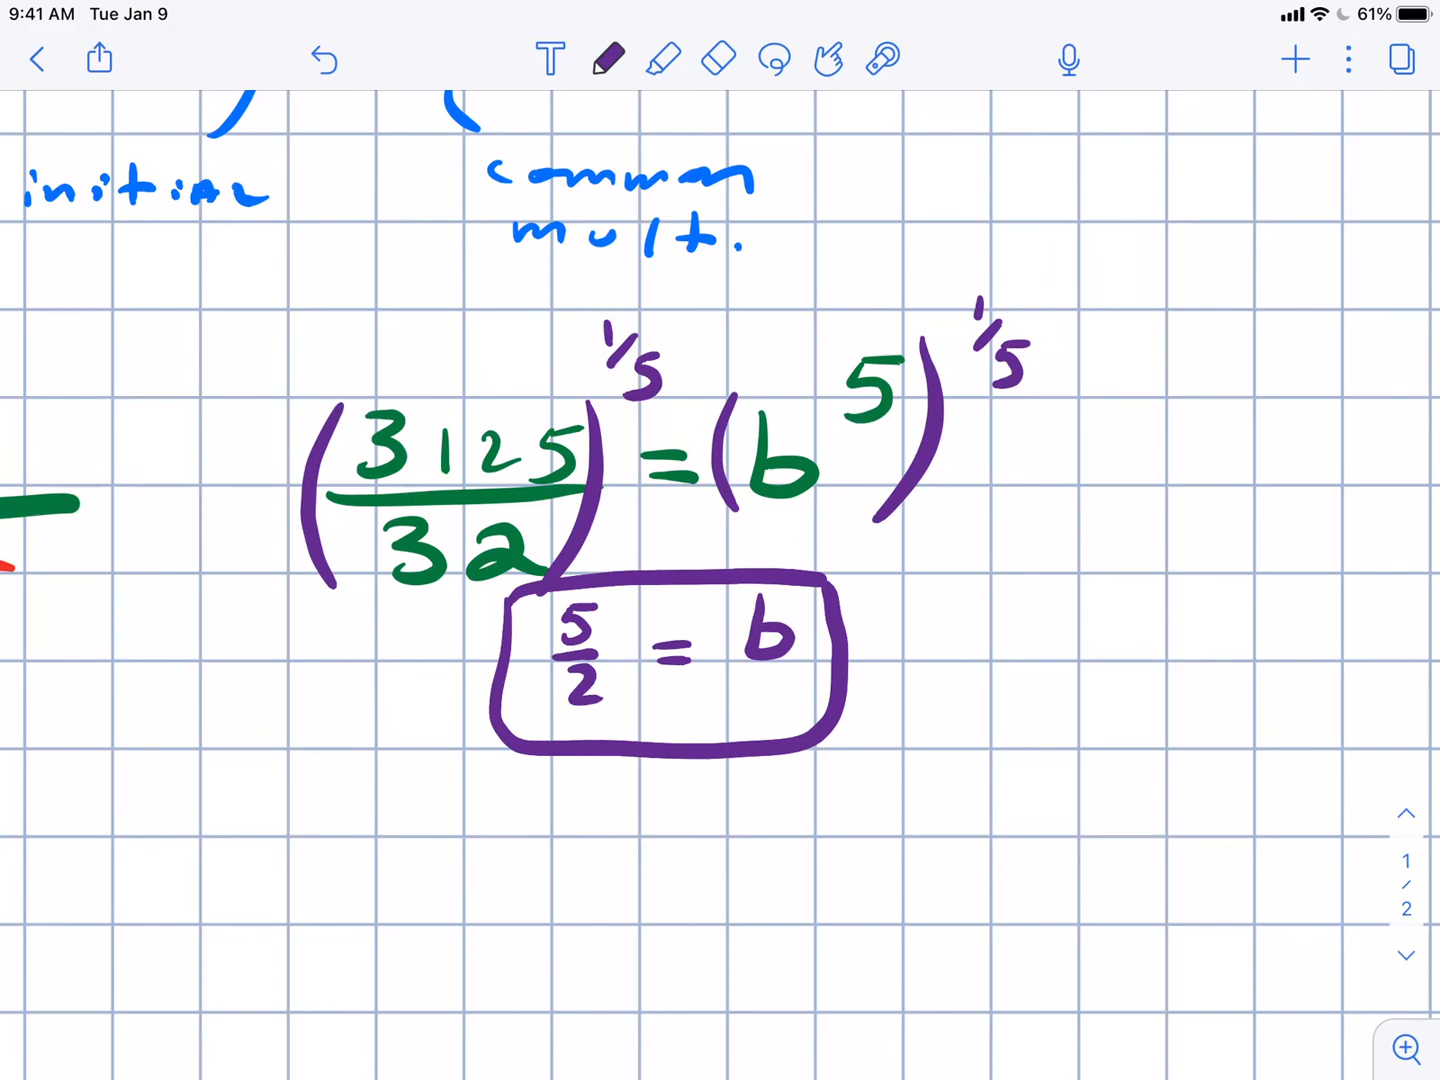 9:41 AM Tue Jan 9 61%
T
initial common
mult.
(3125/32)^1/5 = (b^5)^1/5
5/2 = b
1
/
2